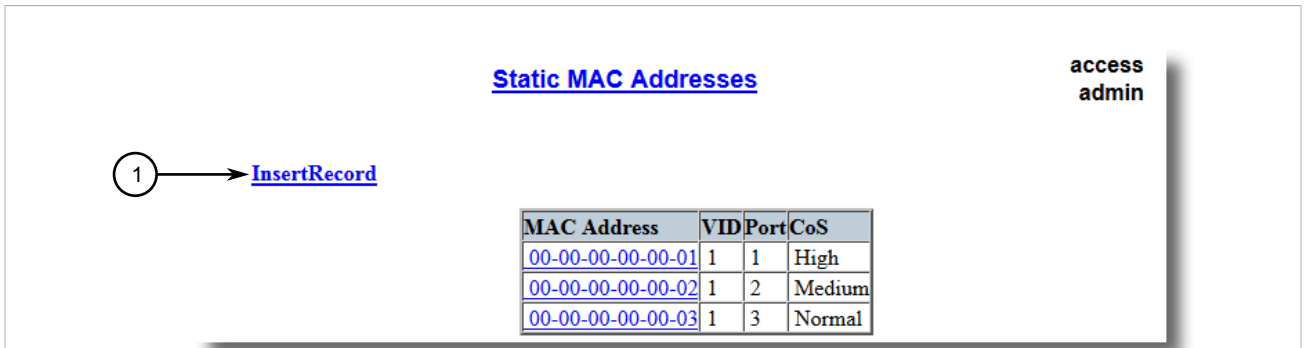 Static MAC Addresses
access
admin
1
InsertRecord
MAC Address VID Port CoS
00-00-00-00-00-01 1 1 High
00-00-00-00-00-02 1 2 Medium
00-00-00-00-00-03 1 3 Normal